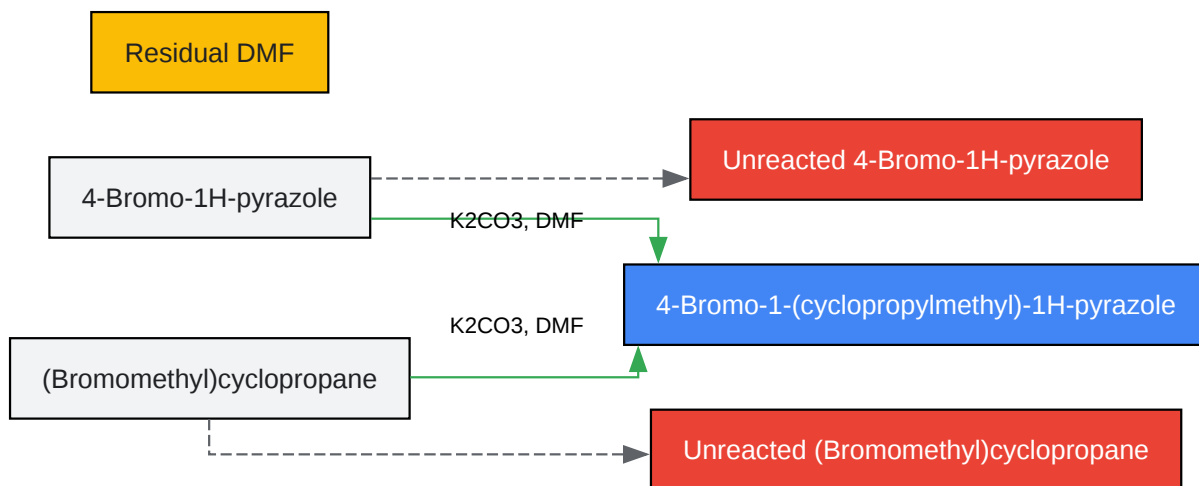 Residual DMF
Unreacted 4-Bromo-1H-pyrazole
4-Bromo-1H-pyrazole
K2CO3, DMF
4-Bromo-1-(cyclopropylmethyl)-1H-pyrazole
K2CO3, DMF
(Bromomethyl)cyclopropane
Unreacted (Bromomethyl)cyclopropane